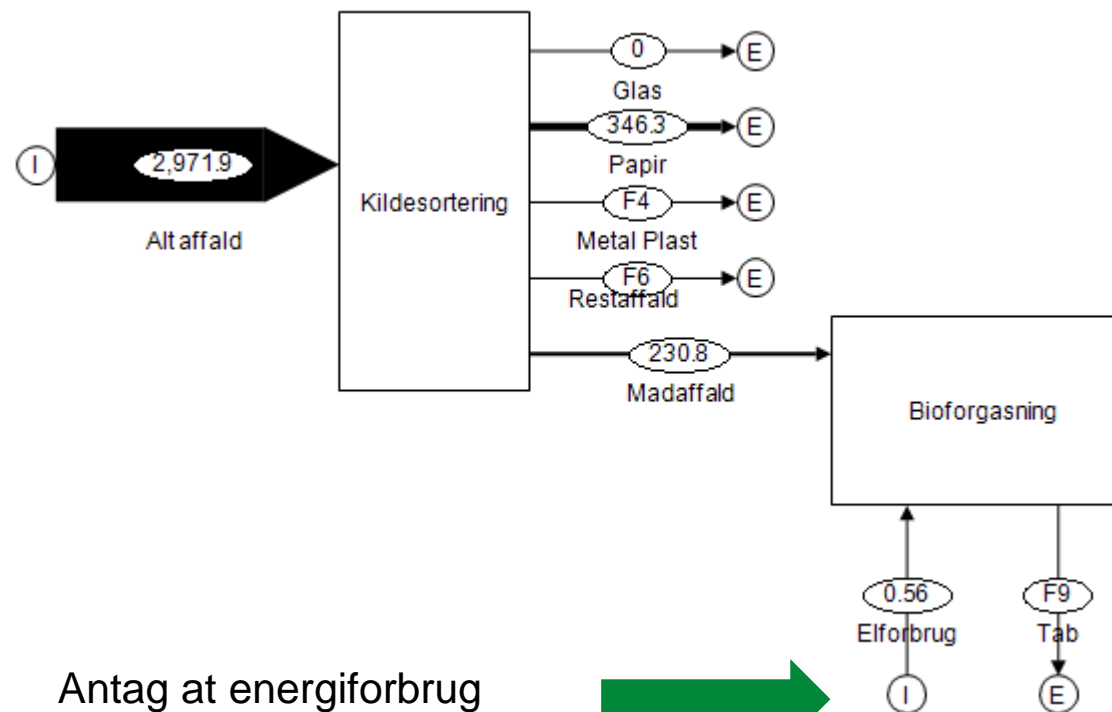 0
E
Glas
346.3
E
Papir
I
2,971.9
Alt affald
Kildesortering
F4
E
Metal Plast
F6
E
Restaffald
230.8
Madaffald
Bioforgasning
0.56
F9
Elforbrug
Tab
Antag at energiforbrug
I
E